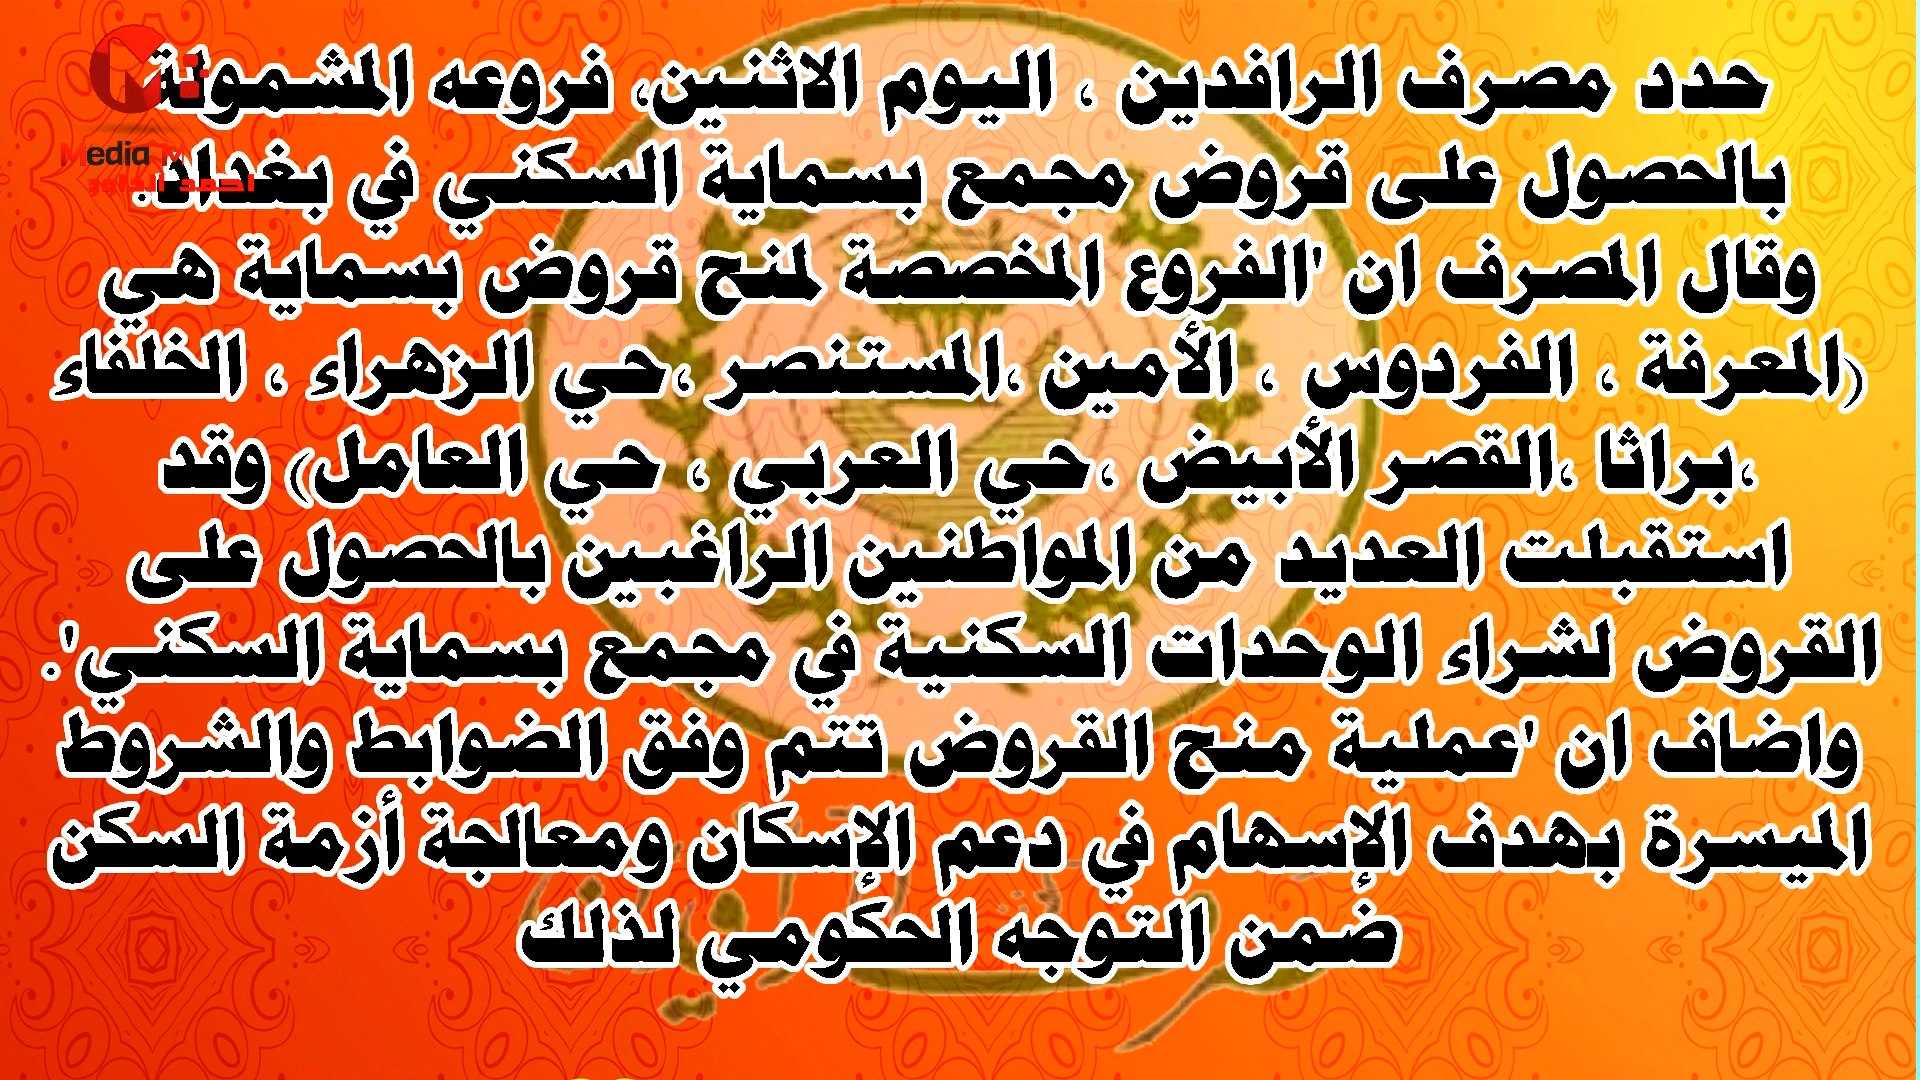 حدد مصرف الرافدين ، اليوم الاثنين، فروعه المشمولة
بالحصول على قروض مجمع بسماية السكني في بغداد.
وقال المصرف ان 'الفروع المخصصة لمنح قروض بسماية هي
(المعرفة ، الفردوس ، الأمين ،المستنصر ،حي الزهراء ، الخلفاء
،براثا ،القصر الأبيض ،حي العربي ، حي العامل) وقد
استقبلت العديد من المواطنين الراغبين بالحصول على
القروض لشراء الوحدات السكنية في مجمع بسماية السكني'.
واضاف ان 'عملية منح القروض تتم وفق الضوابط والشروط
الميسرة بهدف الإسهام في دعم الإسكان ومعالجة أزمة السكن
ضمن التوجه الحكومي لذلك
Media M
احمد الداود